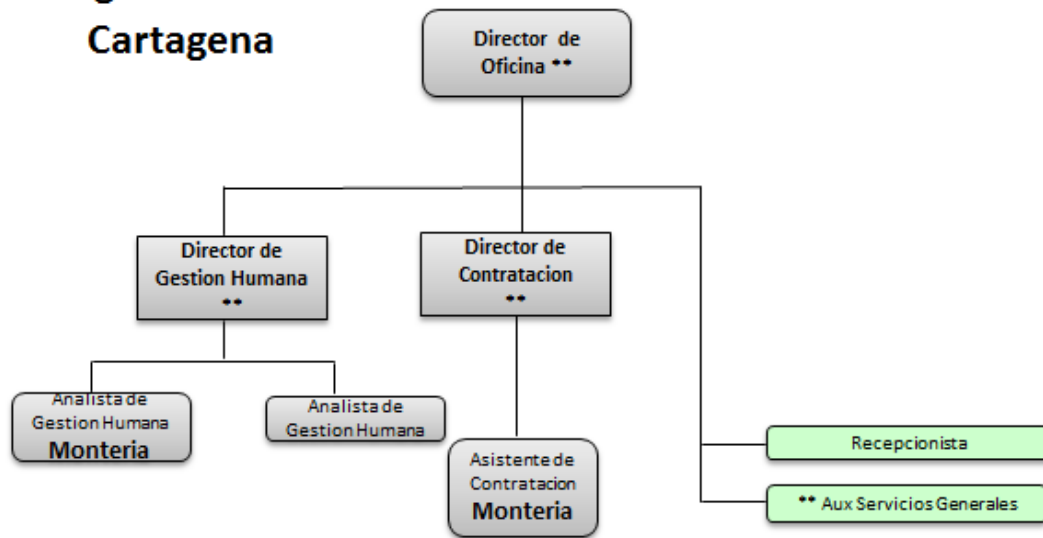 Cartagena
Director de
Oficina **
Director de
Gestion Humana
**
Director de
Contratacion
**
Analista de
Gestion Humana
Monteria
Analista de
Gestion Humana
Asistente de
Contratacion
Monteria
Recepcionista
** Aux Servicios Generales